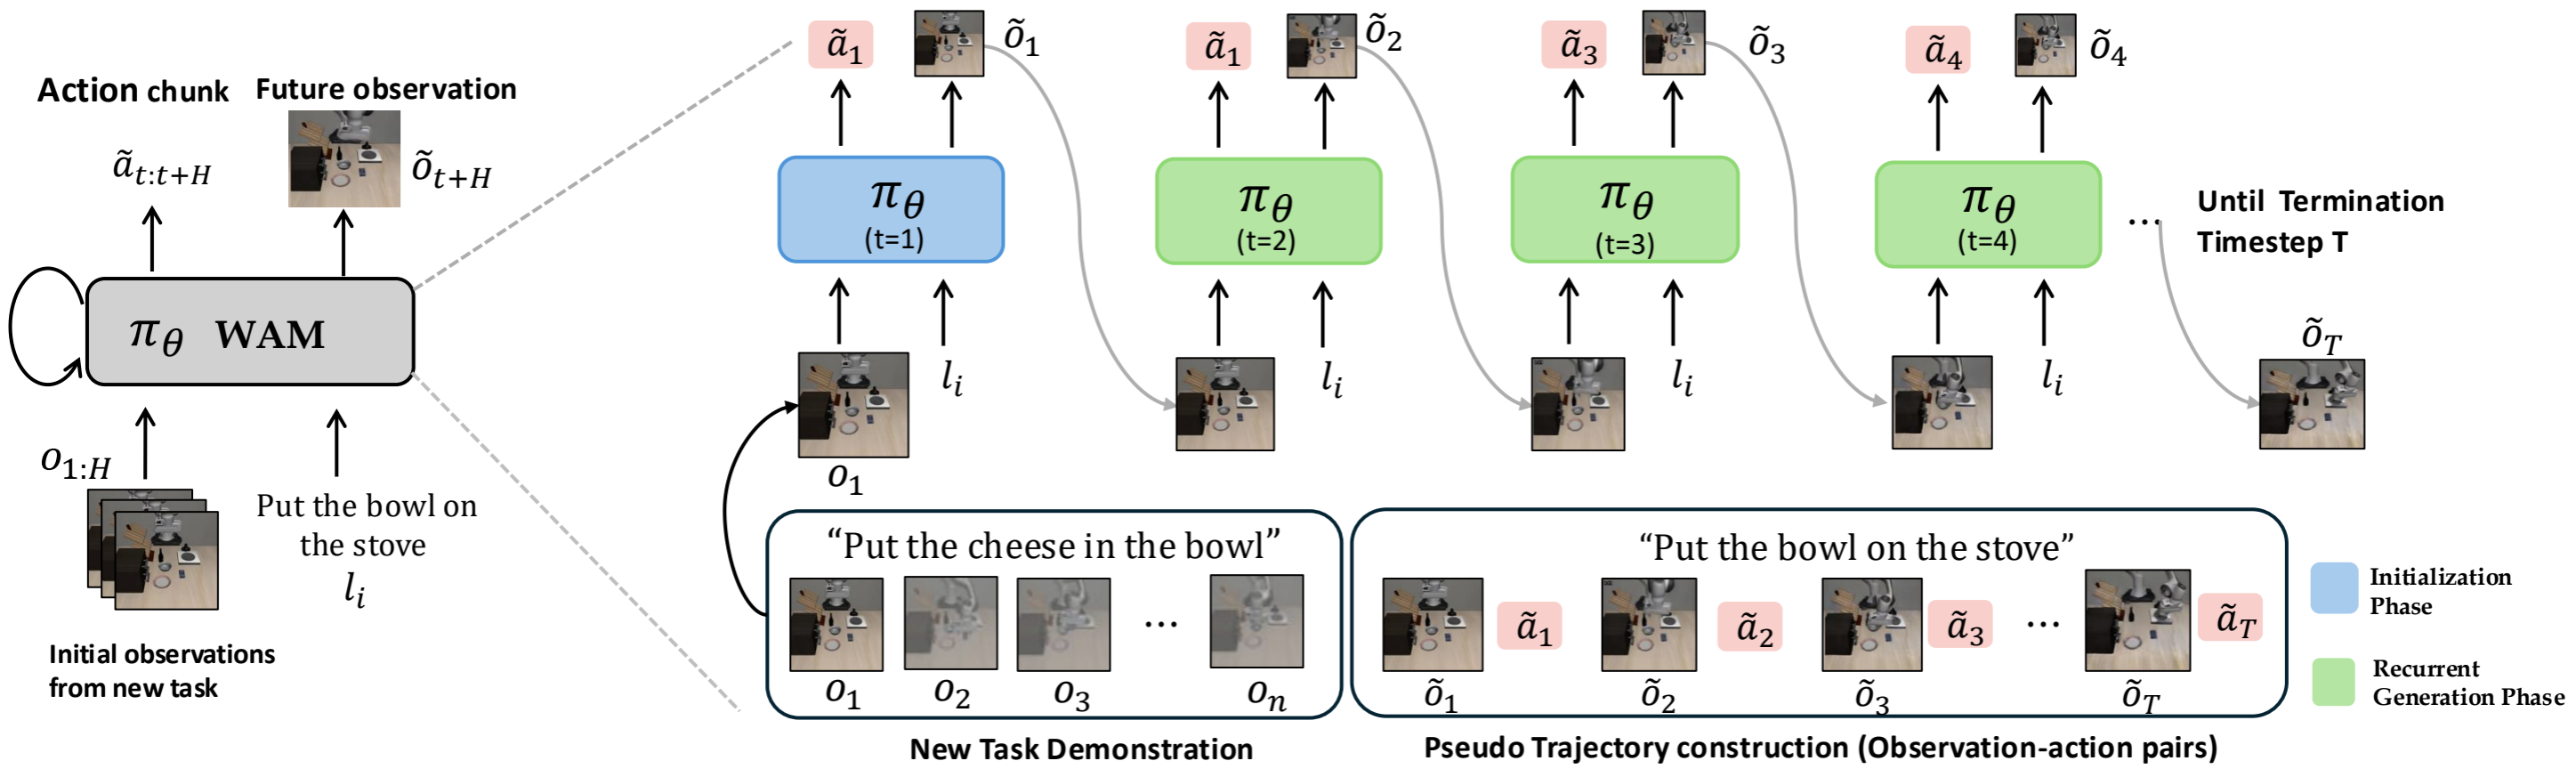 Action chunk
Future observation
ã_{t:t+H}
õ_{t+H}
π_θ WAM
o_{1:H}
Put the bowl on
the stove
l_i
Initial observations
from new task
ã_1
õ_1
ã_1
õ_2
ã_3
õ_3
ã_4
õ_4
π_θ
(t=1)
π_θ
(t=2)
π_θ
(t=3)
π_θ
(t=4)
...
Until Termination
Timestep T
l_i
l_i
l_i
l_i
õ_T
o_1
“Put the cheese in the bowl”
...
o_1
o_2
o_3
o_n
New Task Demonstration
“Put the bowl on the stove”
ã_1
ã_2
ã_3
...
ã_T
õ_1
õ_2
õ_3
õ_T
Pseudo Trajectory construction (Observation-action pairs)
Initialization
Phase
Recurrent
Generation Phase